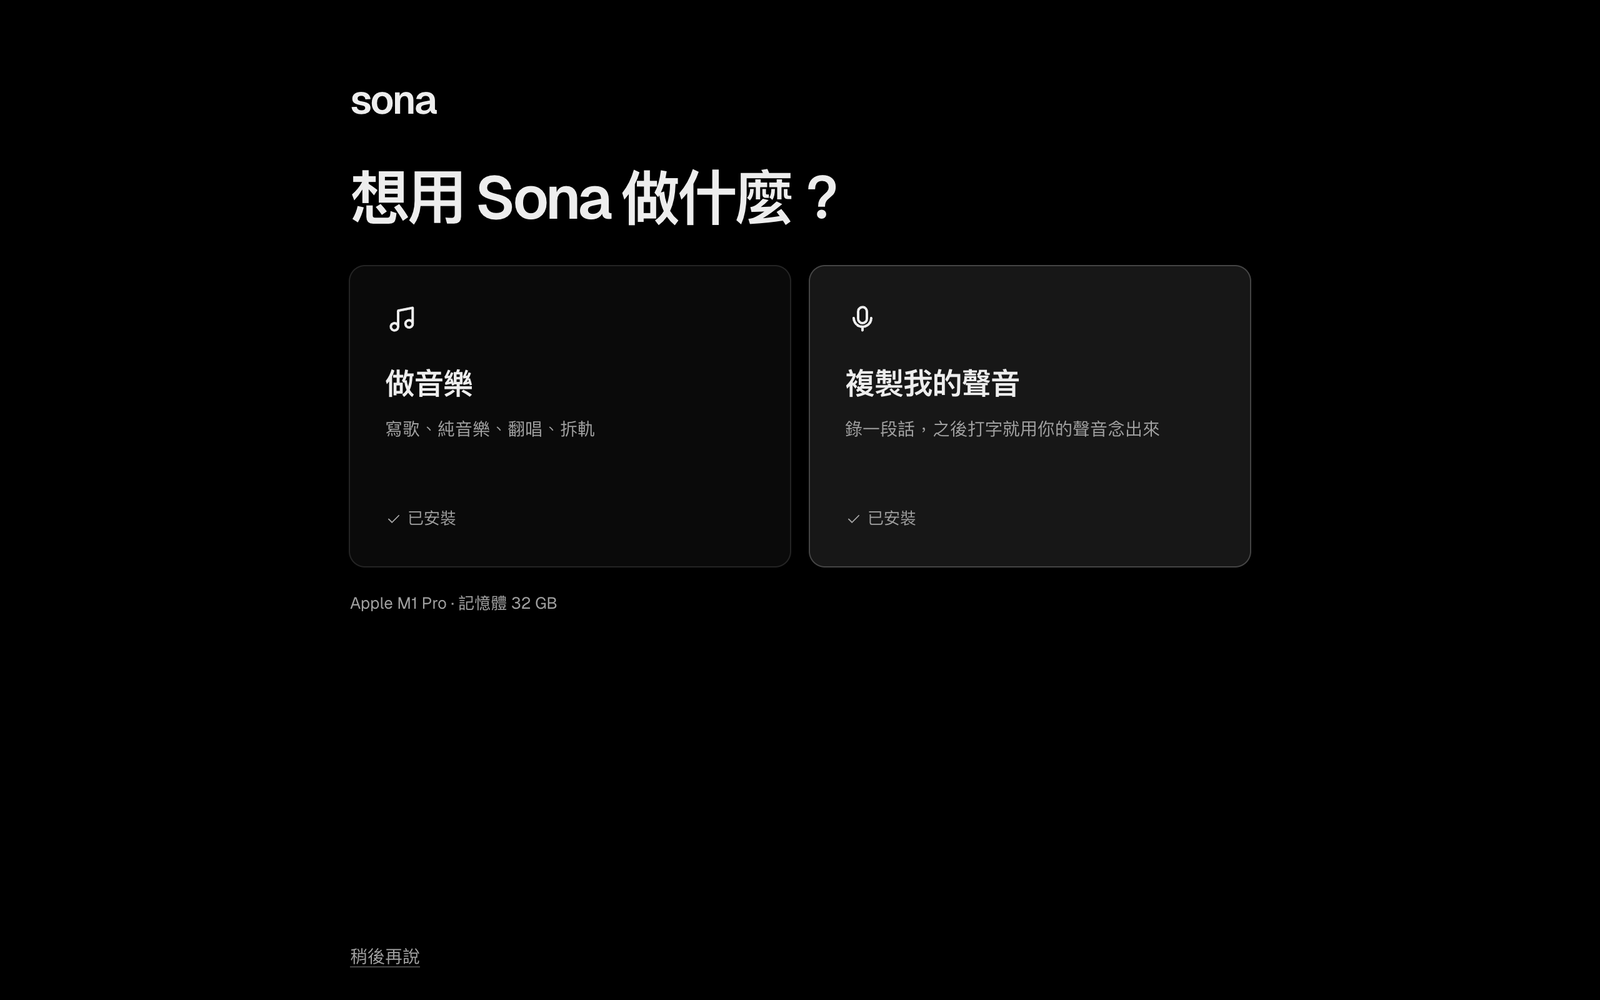 sona
想用 Sona 做什麼？
做音樂
寫歌、純音樂、翻唱、拆軌
已安裝
複製我的聲音
錄一段話，之後打字就用你的聲音念出來
已安裝
Apple M1 Pro · 記憶體 32 GB
稍後再說